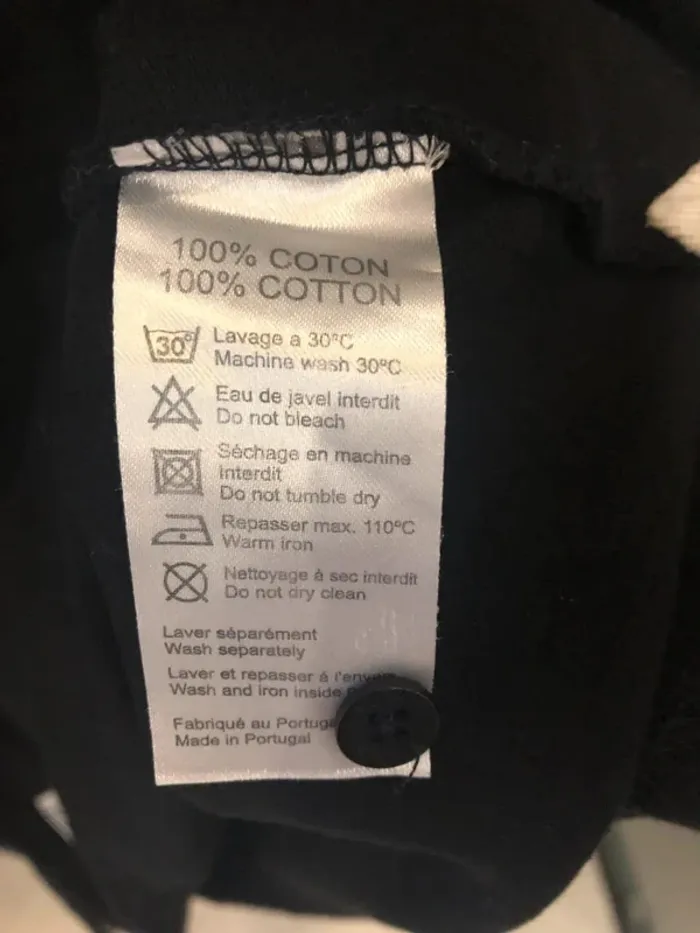 100% COTON
100% COTTON
30°
Lavage a 30°C
Machine wash 30°C
Eau de javel interdit
Do not bleach
Séchage en machine
Interdit
Do not tumble dry
Repasser max. 110°C
Warm iron
Nettoyage à sec interdit
Do not dry clean
Laver séparément
Wash separately
Laver et repasser à
Wash and iron inside
Fabriqué au
Made in Portugal